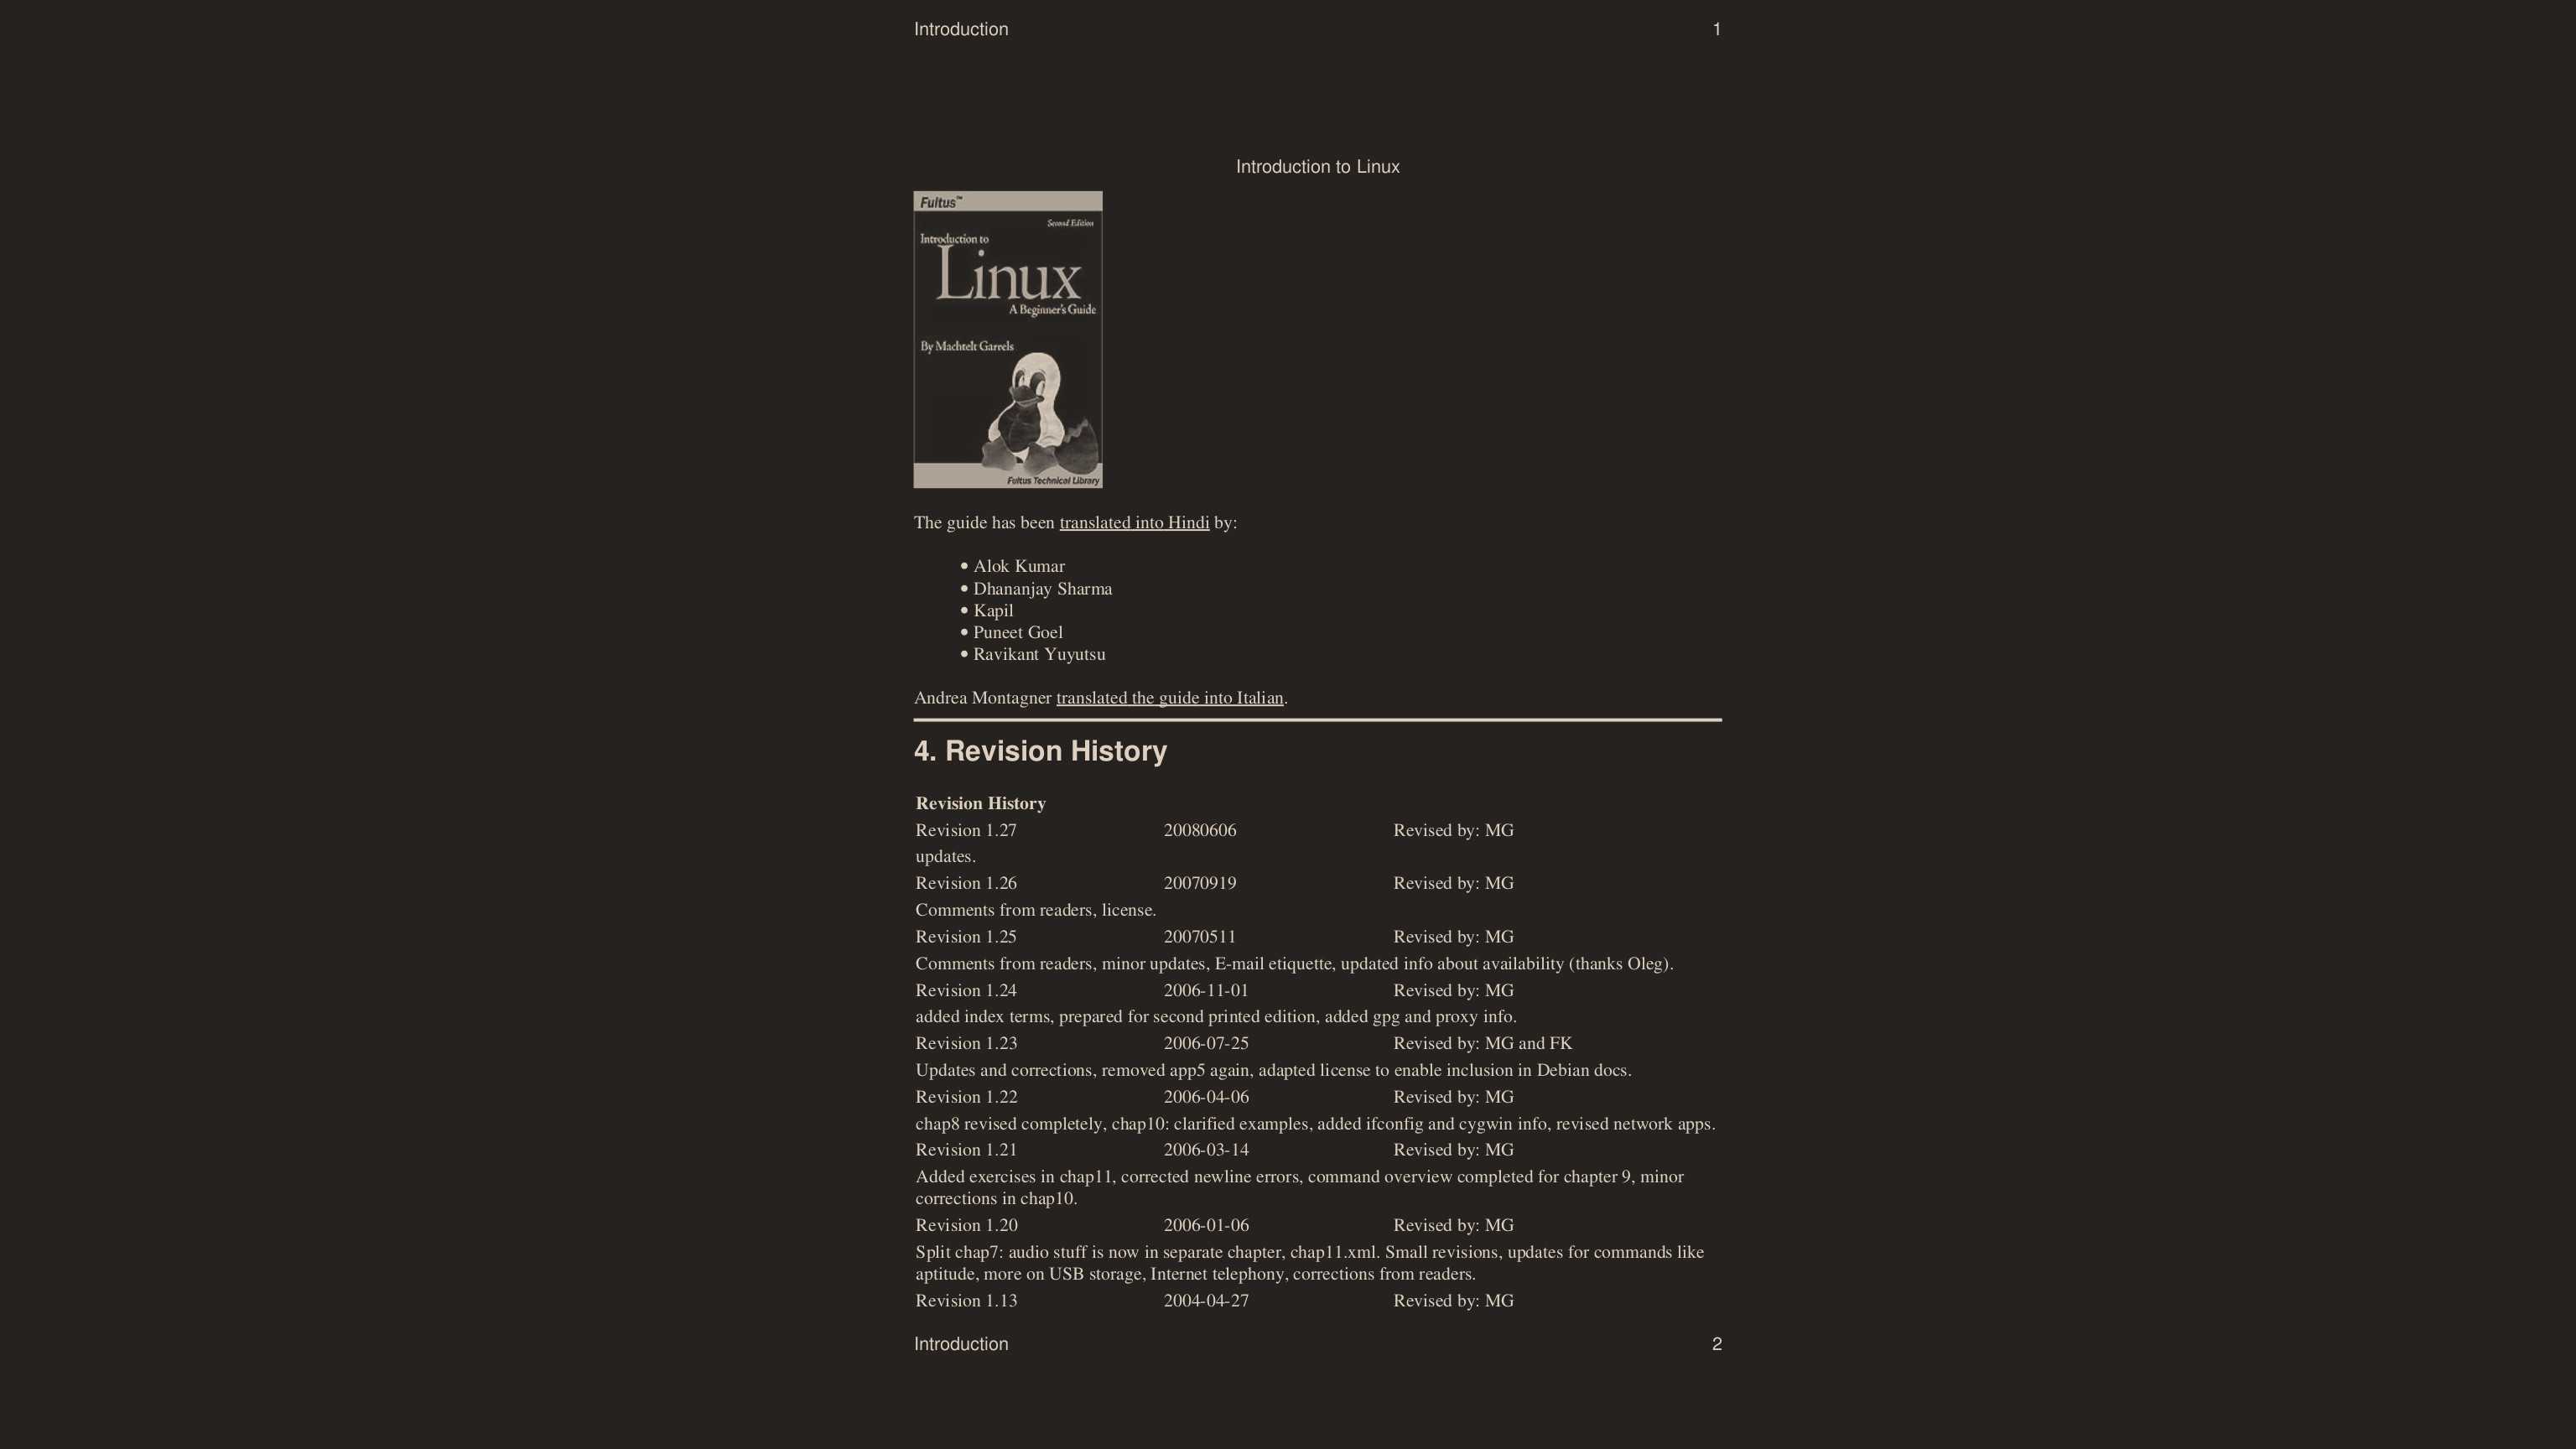 Introduction 1
Introduction to Linux
Fultus™
Second Edition
Introduction to
Linux
A Beginner's Guide
By Machtelt Garrels
Fultus Technical Library
The guide has been translated into Hindi by:
• Alok Kumar
• Dhananjay Sharma
• Kapil
• Puneet Goel
• Ravikant Yuyutsu
Andrea Montagner translated the guide into Italian.
4. Revision History
Revision History
Revision 1.27 20080606 Revised by: MG
updates.
Revision 1.26 20070919 Revised by: MG
Comments from readers, license.
Revision 1.25 20070511 Revised by: MG
Comments from readers, minor updates, E-mail etiquette, updated info about availability (thanks Oleg).
Revision 1.24 2006-11-01 Revised by: MG
added index terms, prepared for second printed edition, added gpg and proxy info.
Revision 1.23 2006-07-25 Revised by: MG and FK
Updates and corrections, removed app5 again, adapted license to enable inclusion in Debian docs.
Revision 1.22 2006-04-06 Revised by: MG
chap8 revised completely, chap10: clarified examples, added ifconfig and cygwin info, revised network apps.
Revision 1.21 2006-03-14 Revised by: MG
Added exercises in chap11, corrected newline errors, command overview completed for chapter 9, minor
corrections in chap10.
Revision 1.20 2006-01-06 Revised by: MG
Split chap7: audio stuff is now in separate chapter, chap11.xml. Small revisions, updates for commands like
aptitude, more on USB storage, Internet telephony, corrections from readers.
Revision 1.13 2004-04-27 Revised by: MG
Introduction 2